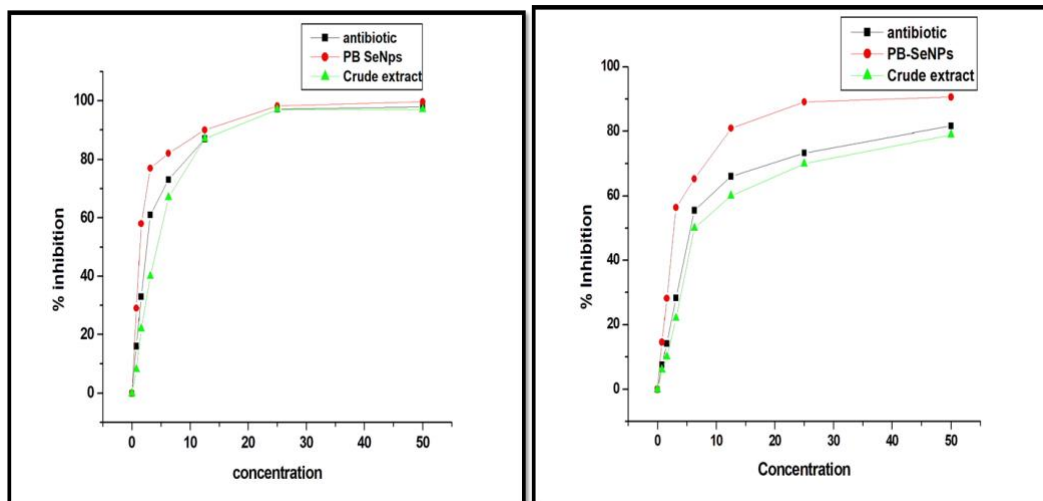 antibiotic
PB SeNps
Crude extract
% inhibition
100
80
60
40
20
0
0 10 20 30 40 50
concentration
antibiotic
PB-SeNPs
Crude extract
% Inhibition
100
80
60
40
20
0
0 10 20 30 40 50
Concentration